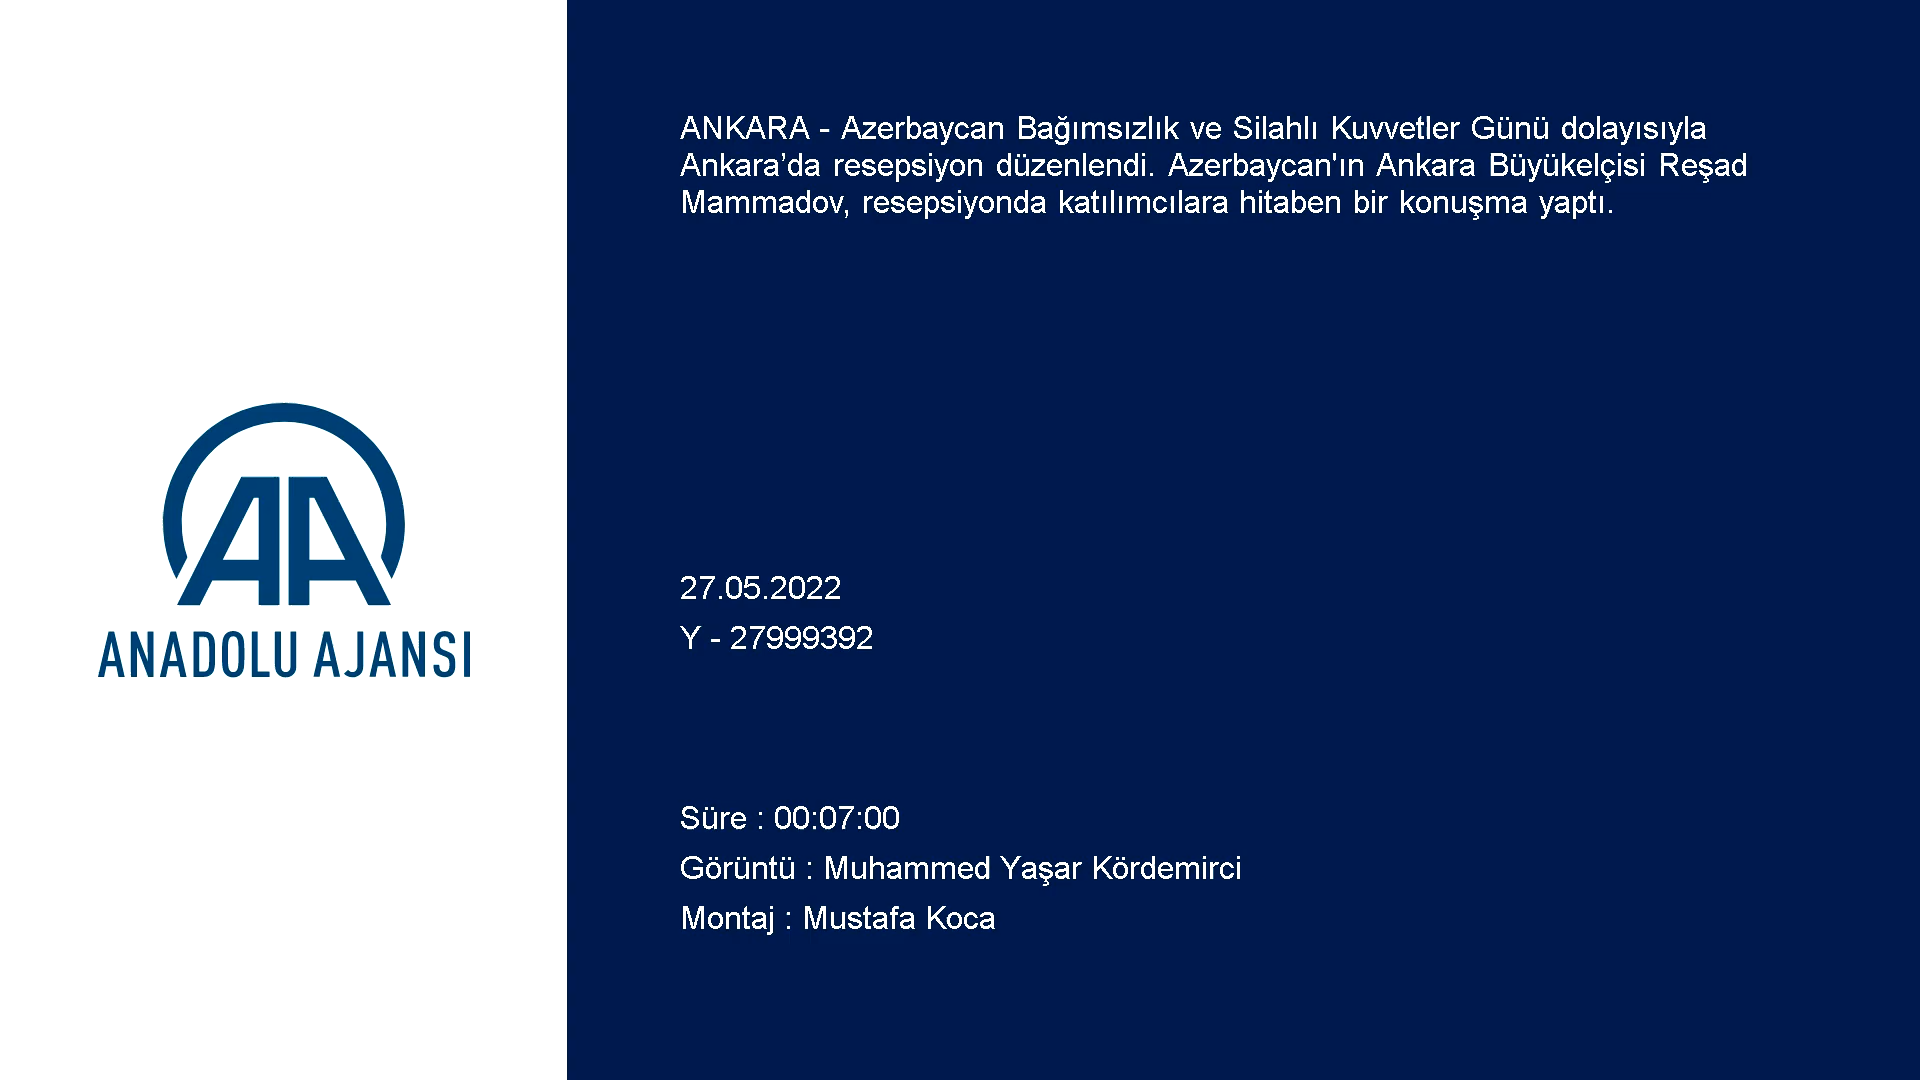 ANKARA - Azerbaycan Bağımsızlık ve Silahlı Kuvvetler Günü dolayısıyla
Ankara’da resepsiyon düzenlendi. Azerbaycan'ın Ankara Büyükelçisi Reşad
Mammadov, resepsiyonda katılımcılara hitaben bir konuşma yaptı.
AA
ANADOLU AJANSI
27.05.2022
Y - 27999392
Süre : 00:07:00
Görüntü : Muhammed Yaşar Kördemirci
Montaj : Mustafa Koca